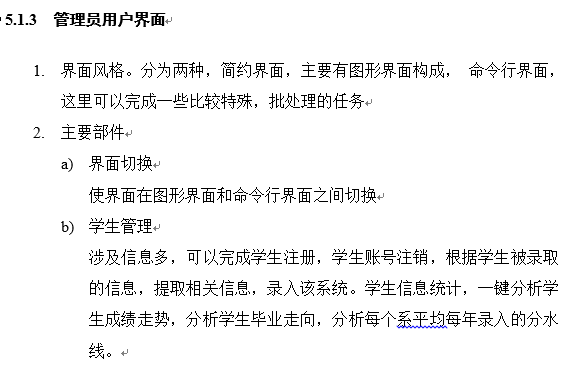 5.1.3 管理员用户界面
1. 界面风格。分为两种，简约界面，主要有图形界面构成， 命令行界面，
这里可以完成一些比较特殊，批处理的任务
2. 主要部件
a) 界面切换
使界面在图形界面和命令行界面之间切换
b) 学生管理
涉及信息多，可以完成学生注册，学生账号注销，根据学生被录取
的信息，提取相关信息，录入该系统。学生信息统计，一键分析学
生成绩走势，分析学生毕业走向，分析每个系平均每年录入的分水
线。